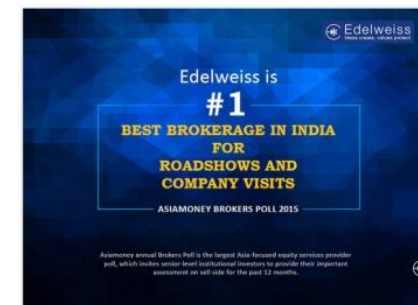 Edelweiss
Ideas create, values protect
Edelweiss is
#1
BEST BROKERAGE IN INDIA
FOR
ROADSHOWS AND
COMPANY VISITS
ASIAMONEY BROKERS POLL 2015
Asiamoney annual Brokers Poll is the largest Asia-focused equity services provider
poll, which invites senior-level institutional investors to provide their important
assessment on sell side for the past 12 months.